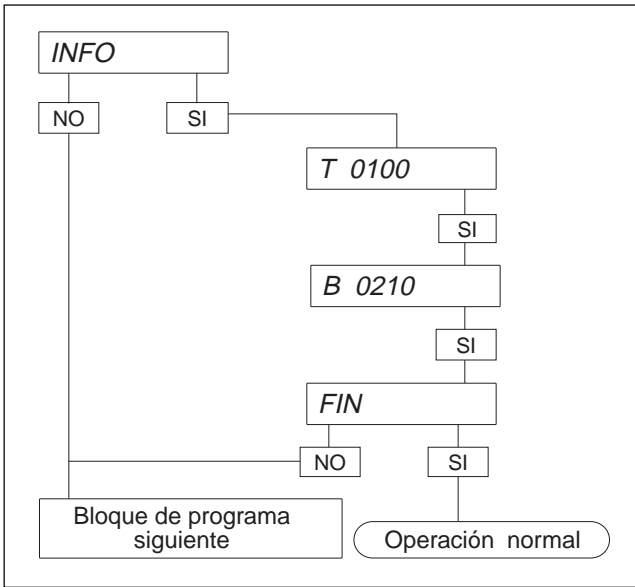 INFO
NO
SI
T 0100
SI
B 0210
SI
FIN
NO
SI
Bloque de programa
siguiente
Operación normal